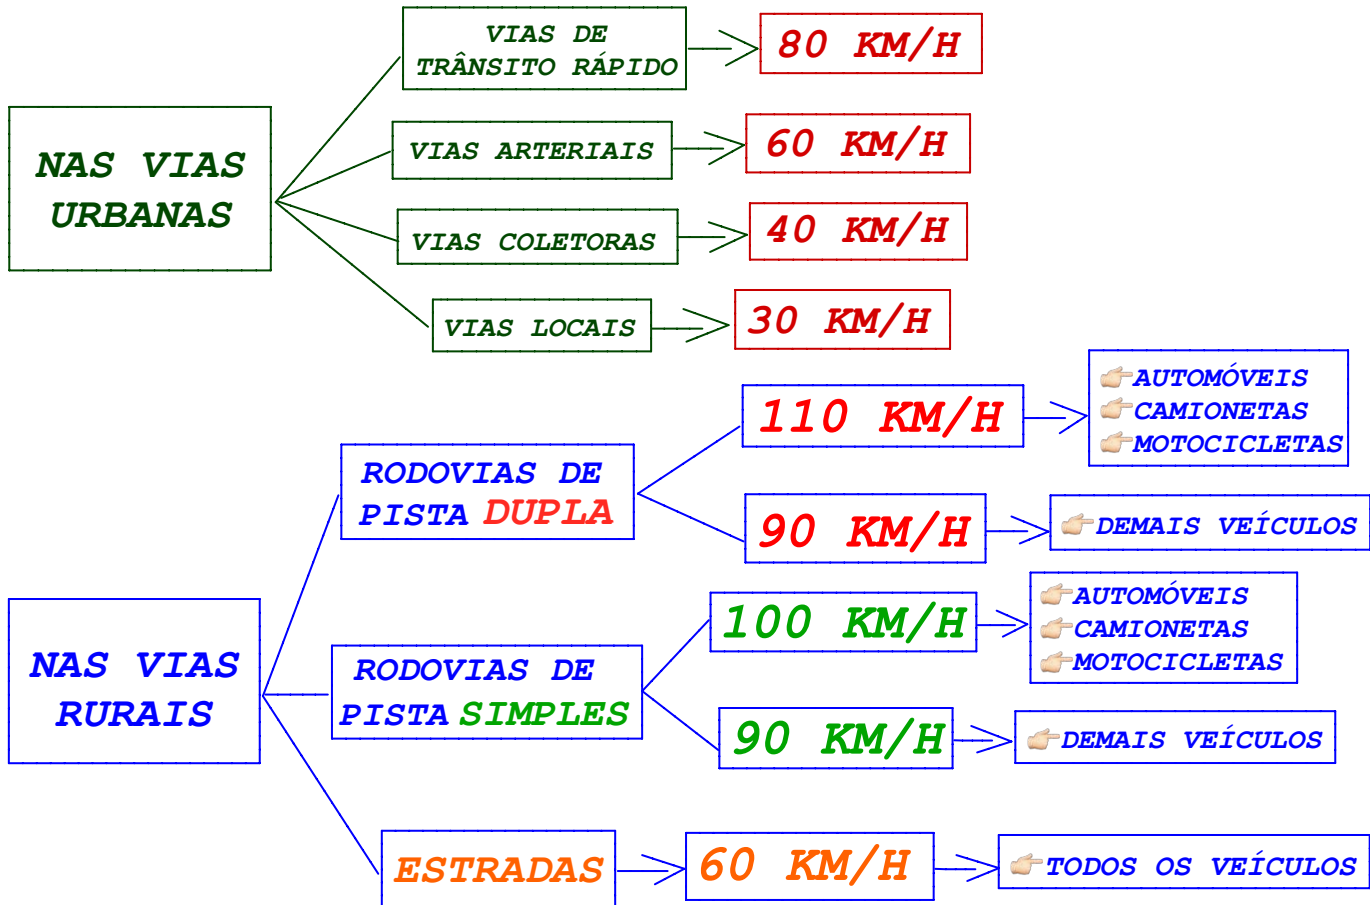 NAS VIAS
URBANAS
VIAS DE
TRÂNSITO RÁPIDO
80 KM/H
VIAS ARTERIAIS
60 KM/H
VIAS COLETORAS
40 KM/H
VIAS LOCAIS
30 KM/H
NAS VIAS
RURAIS
RODOVIAS DE
PISTA DUPLA
110 KM/H
AUTOMÓVEIS
CAMIONETAS
MOTOCICLETAS
90 KM/H
DEMAIS VEÍCULOS
RODOVIAS DE
PISTA SIMPLES
100 KM/H
AUTOMÓVEIS
CAMIONETAS
MOTOCICLETAS
90 KM/H
DEMAIS VEÍCULOS
ESTRADAS
60 KM/H
TODOS OS VEÍCULOS